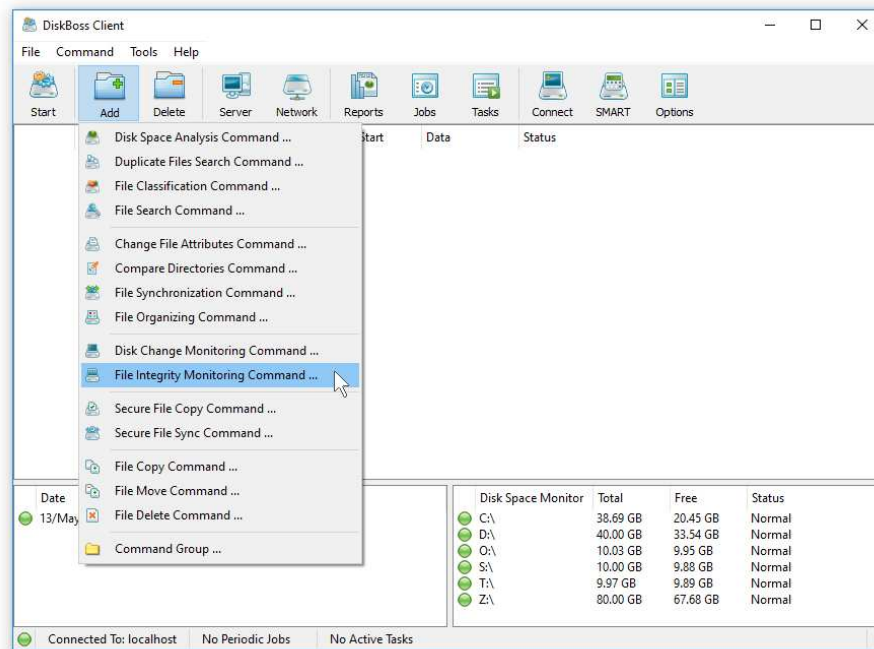 DiskBoss Client
File Command Tools Help
Start Add Delete Server Network Reports Jobs Tasks Connect SMART Options
Start Data Status
Disk Space Analysis Command ...
Duplicate Files Search Command ...
File Classification Command ...
File Search Command ...
Change File Attributes Command ...
Compare Directories Command ...
File Synchronization Command ...
File Organizing Command ...
Disk Change Monitoring Command ...
File Integrity Monitoring Command ...
Secure File Copy Command ...
Secure File Sync Command ...
File Copy Command ...
File Move Command ...
File Delete Command ...
Command Group ...
Date
13/May
Disk Space Monitor Total Free Status
C:\ 38.69 GB 20.45 GB Normal
D:\ 40.00 GB 33.54 GB Normal
O:\ 10.03 GB 9.95 GB Normal
S:\ 10.00 GB 9.88 GB Normal
T:\ 9.97 GB 9.89 GB Normal
Z:\ 80.00 GB 67.68 GB Normal
Connected To: localhost No Periodic Jobs No Active Tasks